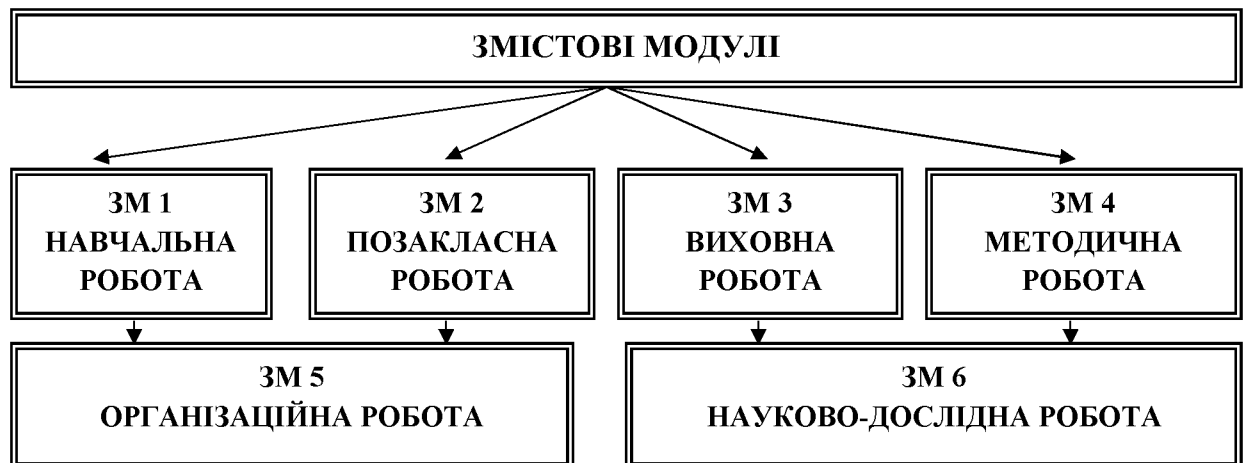 ЗМІСТОВІ МОДУЛІ
ЗМ 1
НАВЧАЛЬНА
РОБОТА
ЗМ 2
ПОЗАКЛАСНА
РОБОТА
ЗМ 3
ВИХОВНА
РОБОТА
ЗМ 4
МЕТОДИЧНА
РОБОТА
ЗМ 5
ОРГАНІЗАЦІЙНА РОБОТА
ЗМ 6
НАУКОВО-ДОСЛІДНА РОБОТА